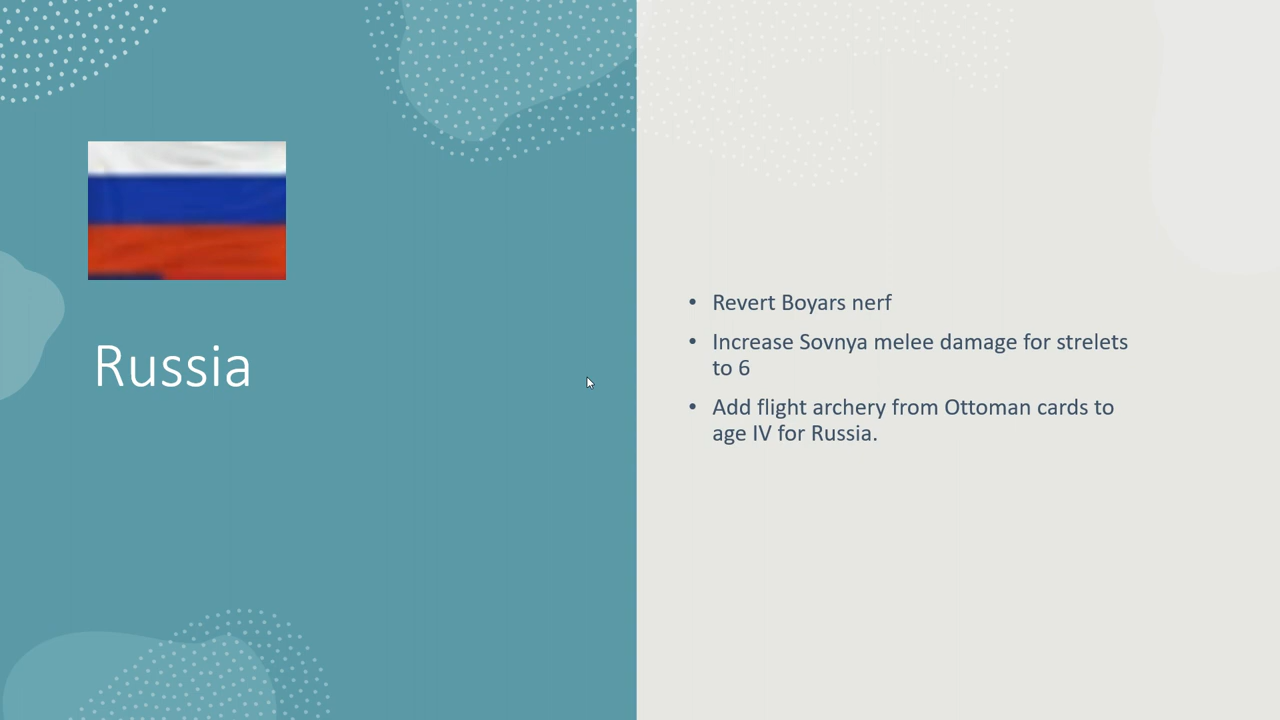 Russia
• Revert Boyars nerf
• Increase Sovnya melee damage for strelets
to 6
• Add flight archery from Ottoman cards to
age IV for Russia.